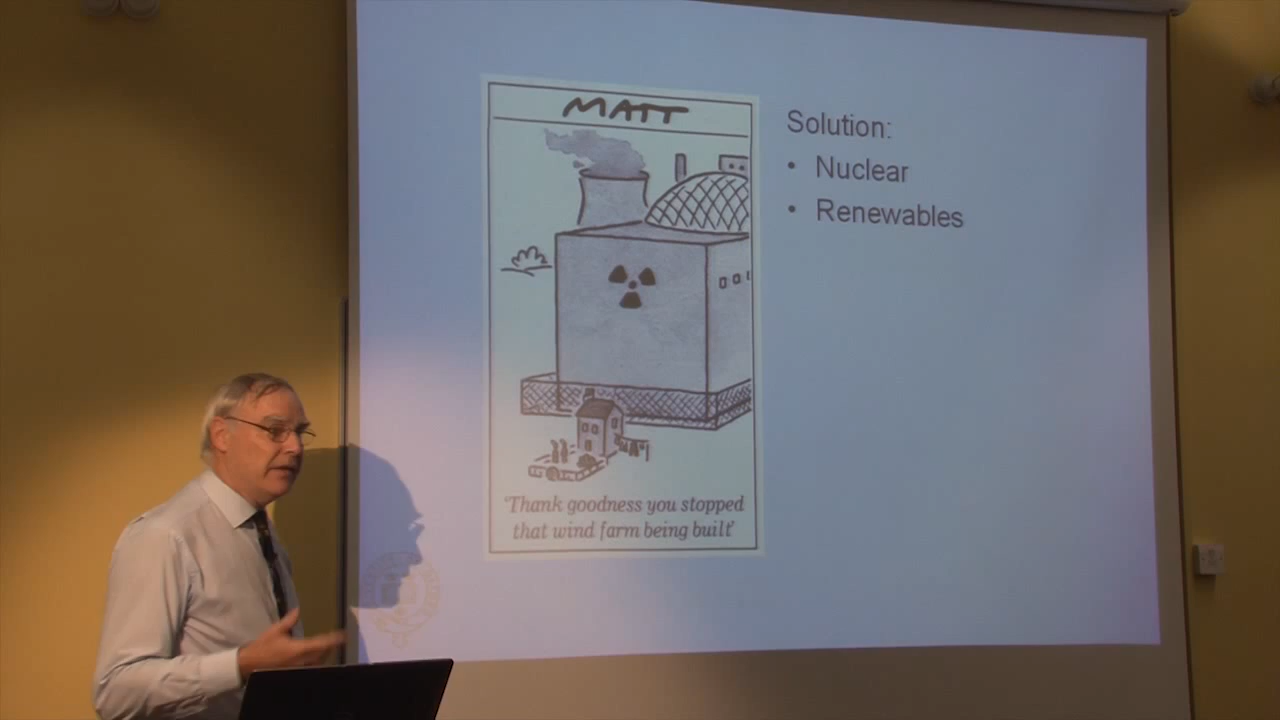 MATT
'Thank goodness you stopped
that wind farm being built'
Solution:
• Nuclear
• Renewables